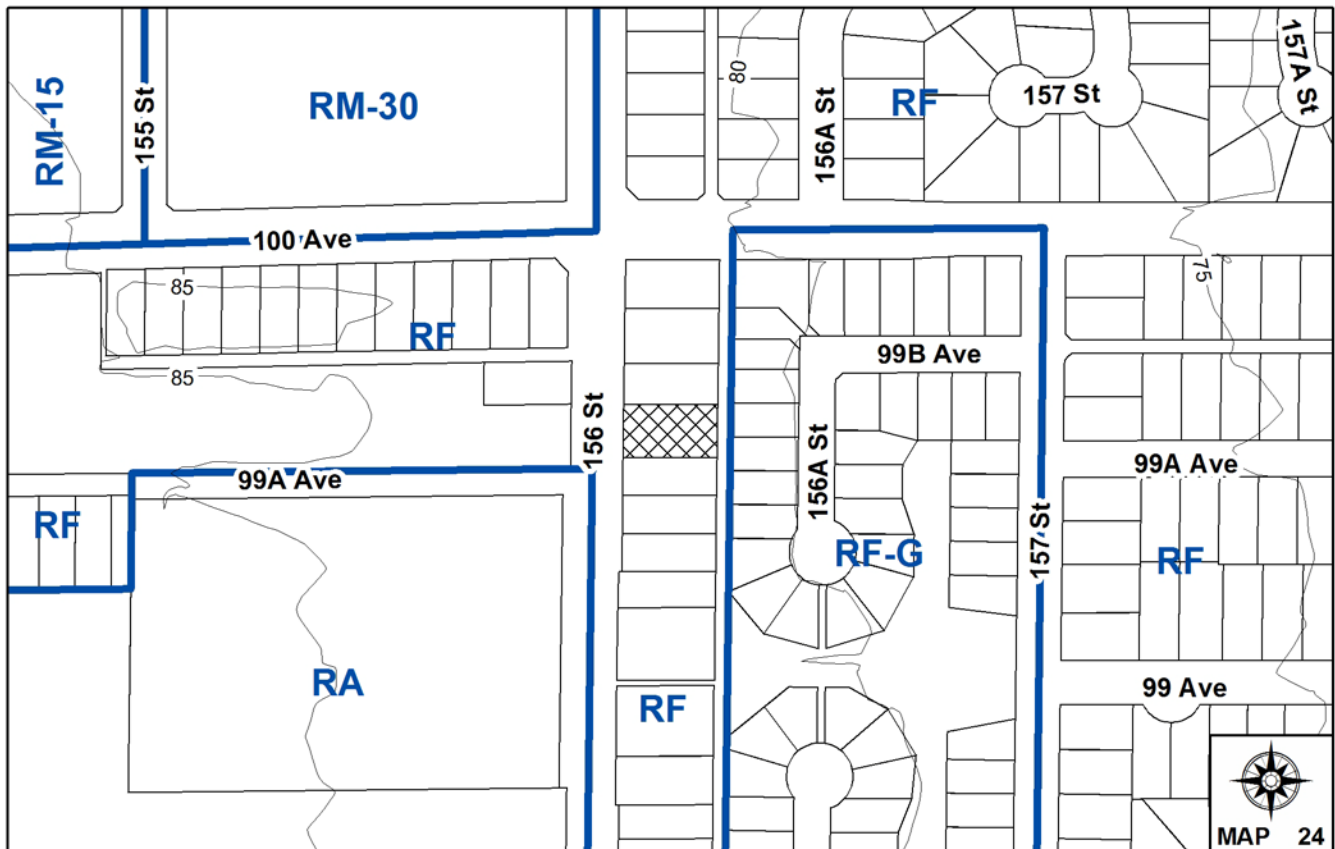 RM-15
155 St
RM-30
80
156A St
RF
157 St
157A St
100 Ave
85
RF
85
75
99B Ave
156 St
156A St
99A Ave
99A Ave
RF
RF-G
157 St
RF
RA
RF
99 Ave
MAP 24